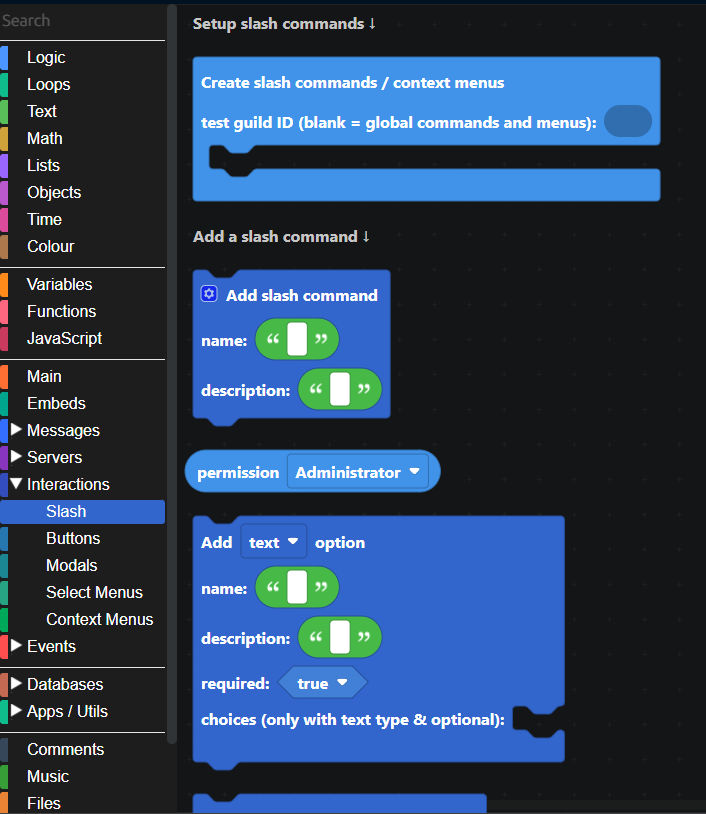 Search
Logic
Loops
Text
Math
Lists
Objects
Time
Colour
Variables
Functions
JavaScript
Main
Embeds
Messages
Servers
Interactions
Slash
Buttons
Modals
Select Menus
Context Menus
Events
Databases
Apps / Utils
Comments
Music
Files
Setup slash commands ↓
Create slash commands / context menus
test guild ID (blank = global commands and menus):
Add a slash command ↓
Add slash command
name: “ ”
description: “ ”
permission Administrator
Add text option
name: “ ”
description: “ ”
required: true
choices (only with text type & optional):